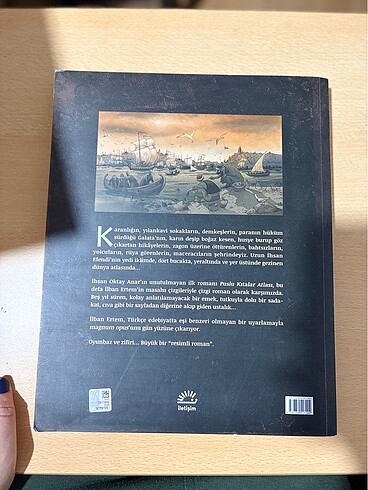 Karanlığın, yılankavi sokakların, demkeşlerin, paranın hüküm
sürdüğü Galata'nın, karın deşip boğaz kesen, husye burup göz
çıkartan hikâyelerin, zagon üzerine öttürenlerin, bahtsızların,
yolcuların, rüya görenlerin, maceracıların şehrindeyiz. Uzun İhsan
Efendi'nin yedi iklimde, dört bucakta, yeraltında ve yer üstünde gezinen
dünya atlasında...
İhsan Oktay Anar'ın unutulmayan ilk romanı Puslu Kıtalar Atlası, bu
defa İlban Ertem'in masalsı çizgileriyle çizgi roman olarak karşınızda.
Beş yıl süren, kolay anlatılamayacak bir emek, tutkuyla dolu bir sada-
kat, cıva gibi bir sayfadan diğerine akıp giden ustalık...
İlban Ertem, Türkçe edebiyatta eşi benzeri olmayan bir uyarlamayla
magnum opus'unu gün yüzüne çıkarıyor.
Oyunbaz ve zifiri... büyük bir "resimli roman".
iletişim